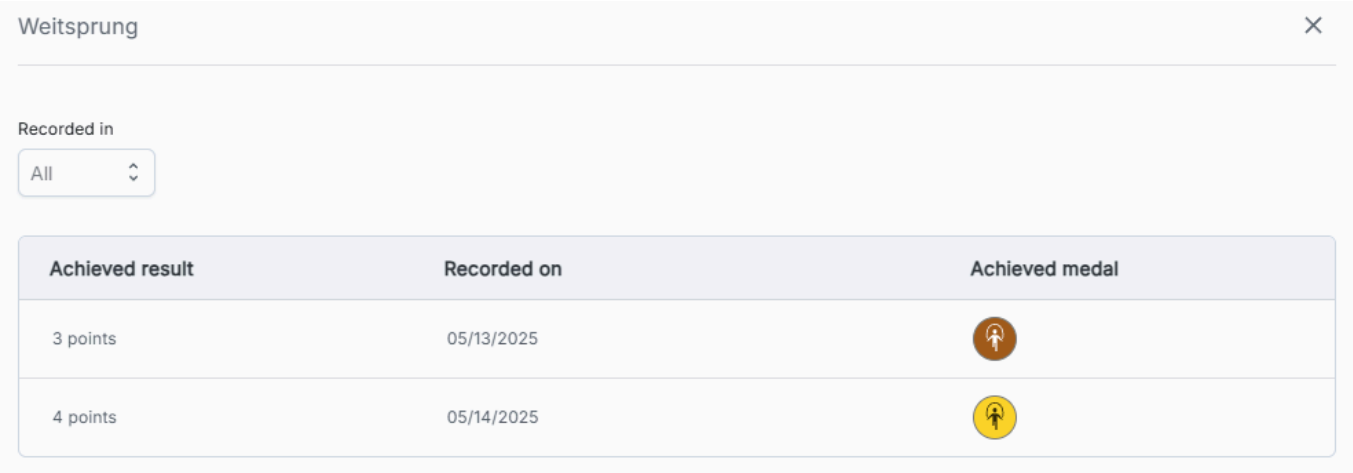 Weitsprung
Recorded in
All
Achieved result Recorded on Achieved medal
3 points 05/13/2025
4 points 05/14/2025